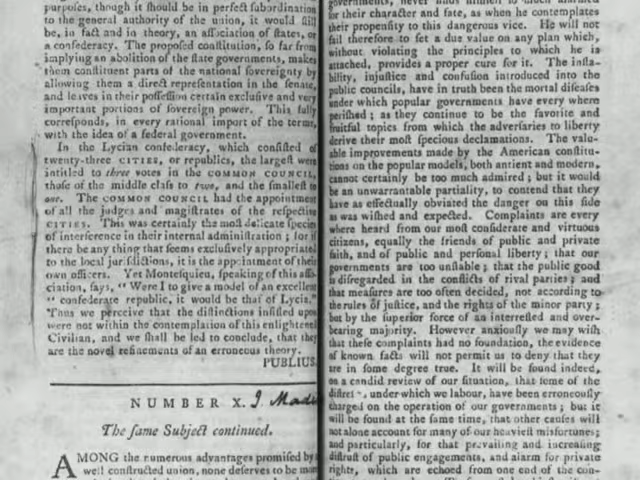 purposes, though it should be in perfect subordination
to the general authority of the union, it would still
be, in fact and in theory, an association of states, or
a confederacy. The proposed constitution, so far from
implying an abolition of the state governments, makes
them constituent parts of the national sovereignty by
allowing them a direct representation in the senate,
and leaves in their possession certain exclusive and very
important portions of sovereign power. This fully
corresponds, in every rational import of the terms,
with the idea of a federal government.
In the Lycian confederacy, which consisted of
twenty-three CITIES, or republics, the largest were
intitled to three votes in the COMMON COUNCIL,
those of the middle class to two, and the smallest to
one. The COMMON COUNCIL had the appointment
of all the judges and magistrates of the respective
CITIES. This was certainly the most delicate species
of interference in their internal administration; for if
there be any thing that seems exclusively appropriated
to the local jurisdictions, it is the appointment of their
own officers. Yet Montesquieu, speaking of this asso-
ciation, says, "Were I to give a model of an excellent
" confederate republic, it would be that of Lycia."
Thus we perceive that the distinctions insisted upon
were not within the contemplation of this enlightened
Civilian, and we shall be led to conclude, that they
are the novel refinements of an erroneous theory.
PUBLIUS.
NUMBER X. J. Madi
The same Subject continued.
AMONG the numerous advantages promised by a
well constructed union, none deserves to be more
governments, never finds himself so much alarmed
for their character and fate, as when he contemplates
their propensity to this dangerous vice. He will not
fail therefore to set a due value on any plan which,
without violating the principles to which he is
attached, provides a proper cure for it. The insta-
bility, injustice and confusion introduced into the
public councils, have in truth been the mortal diseases
under which popular governments have every where
perished; as they continue to be the favorite and
fruitful topics from which the adversaries to liberty
derive their most specious declamations. The valu-
able improvements made by the American constitu-
tions on the popular models, both antient and modern,
cannot certainly be too much admired; but it would
be an unwarrantable partiality, to contend that they
have as effectually obviated the danger on this side
as was wished and expected. Complaints are every
where heard from our most considerate and virtuous
citizens, equally the friends of public and private
faith, and of public and personal liberty; that our
governments are too unstable; that the public good
is disregarded in the conflicts of rival parties; and
that measures are too often decided, not according to
the rules of justice, and the rights of the minor party;
but by the superior force of an interested and over-
bearing majority. However anxiously we may wish
that these complaints had no foundation, the evidence
of known facts will not permit us to deny that they
are in some degree true. It will be found indeed,
on a candid review of our situation, that some of the
distresses, under which we labour, have been erroneously
charged on the operation of our governments; but it
will be found at the same time, that other causes will
not alone account for many of our heaviest misfortunes;
and particularly, for that prevailing and increasing
distrust of public engagements, and alarm for private
rights, which are echoed from one end of the con-